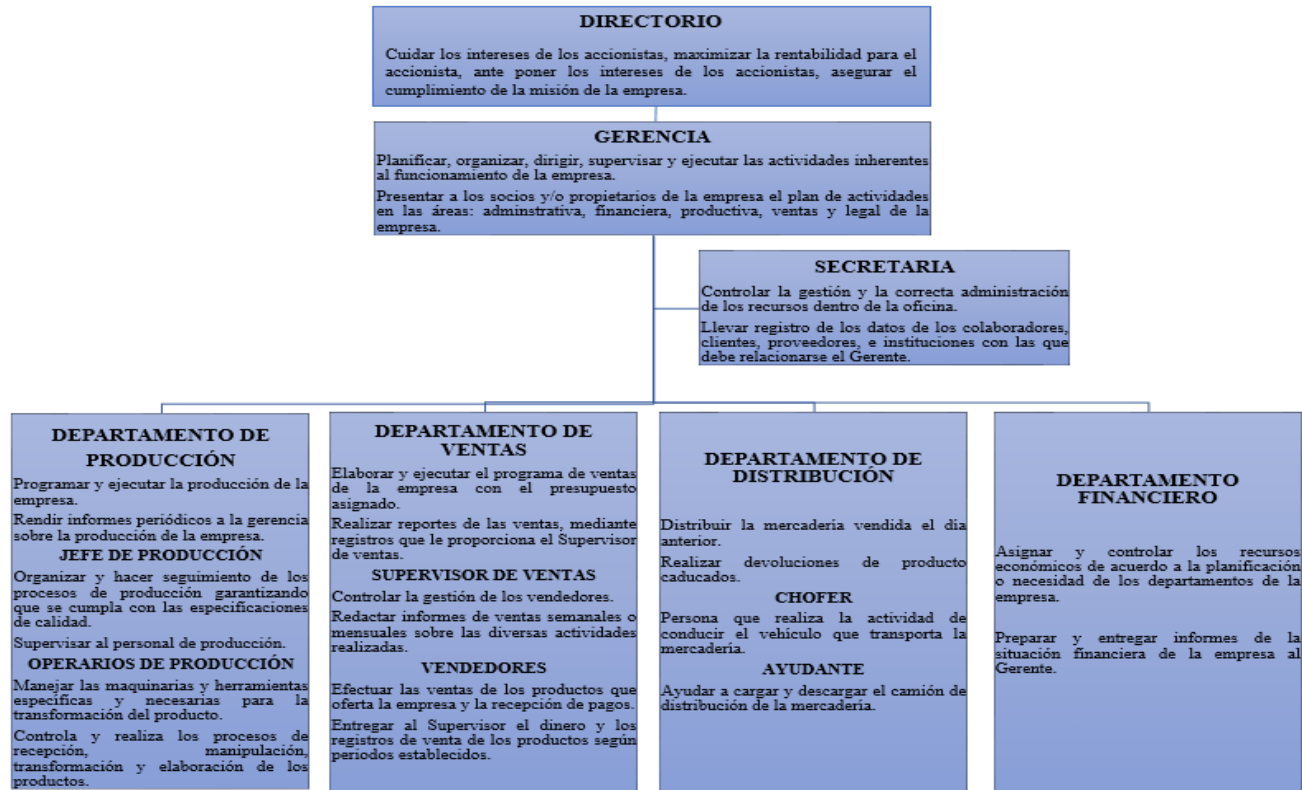 DIRECTORIO
Cuidar los intereses de los accionistas, maximizar la rentabilidad para el
accionista, ante poner los intereses de los accionistas, asegurar el
cumplimiento de la misión de la empresa.
GERENCIA
Planificar, organizar, dirigir, supervisar y ejecutar las actividades inherentes
al funcionamiento de la empresa.
Presentar a los socios y/o propietarios de la empresa el plan de actividades
en las áreas: adminstrativa, financiera, productiva, ventas y legal de la
empresa.
SECRETARIA
Controlar la gestión y la correcta administración
de los recursos dentro de la oficina.
Llevar registro de los datos de los colaboradores,
clientes, proveedores, e instituciones con las que
debe relacionarse el Gerente.
DEPARTAMENTO DE
PRODUCCIÓN
Programar y ejecutar la producción de la
empresa.
Rendir informes periódicos a la gerencia
sobre la producción de la empresa.
JEFE DE PRODUCCIÓN
Organizar y hacer seguimiento de los
procesos de producción garantizando
que se cumpla con las especificaciones
de calidad.
Supervisar al personal de producción.
OPERARIOS DE PRODUCCIÓN
Manejar las maquinarias y herramientas
específicas y necesarias para la
transformación del producto.
Controla y realiza los procesos de
recepción, manipulación,
transformación y elaboración de los
productos.
DEPARTAMENTO DE
VENTAS
Elaborar y ejecutar el programa de ventas
de la empresa con el presupuesto
asignado.
Realizar reportes de las ventas, mediante
registros que le proporciona el Supervisor
de ventas.
SUPERVISOR DE VENTAS
Controlar la gestión de los vendedores.
Redactar informes de ventas semanales o
mensuales sobre las diversas actividades
realizadas.
VENDEDORES
Efectuar las ventas de los productos que
oferta la empresa y la recepción de pagos.
Entregar al Supervisor el dinero y los
registros de venta de los productos según
periodos establecidos.
DEPARTAMENTO DE
DISTRIBUCIÓN
Distribuir la mercadería vendida el dia
anterior.
Realizar devoluciones de producto
caducados.
CHOFER
Persona que realiza la actividad de
conducir el vehículo que transporta la
mercadería.
AYUDANTE
Ayudar a cargar y descargar el camión de
distribución de la mercadería.
DEPARTAMENTO
FINANCIERO
Asignar y controlar los recursos
económicos de acuerdo a la planificación
o necesidad de los departamentos de la
empresa.
Preparar y entregar informes de la
situación financiera de la empresa al
Gerente.